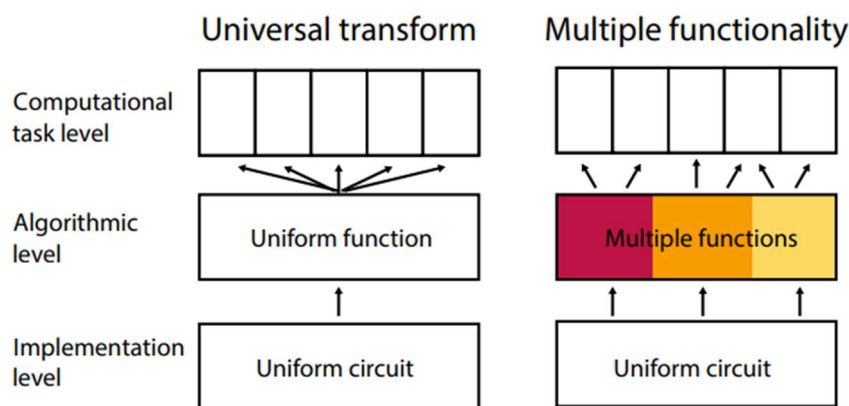 Universal transform
Multiple functionality
Computational
task level
Algorithmic
level
Uniform function
Multiple functions
Implementation
level
Uniform circuit
Uniform circuit